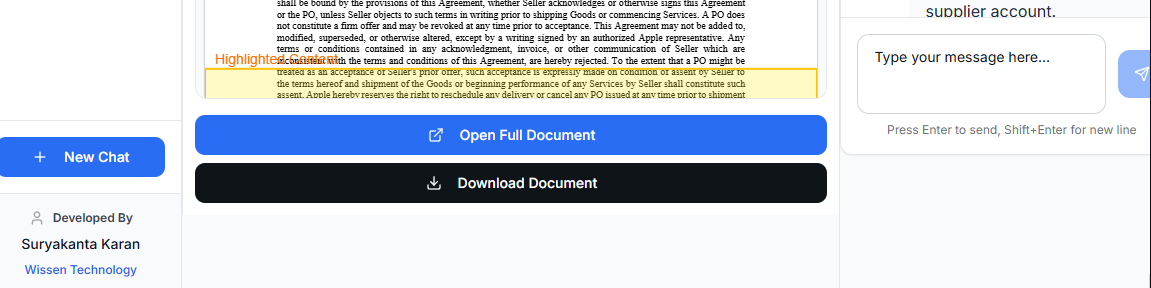 shall be bound by the provisions of this Agreement, whether Seller acknowledges or otherwise signs this Agreement
or the PO, unless Seller objects to such terms in writing prior to shipping Goods or commencing Services. A PO does
not constitute a firm offer and may be revoked at any time prior to acceptance. This Agreement may not be added to,
modified, superseded, or otherwise altered, except by a writing signed by an authorized Apple representative. Any
terms or conditions contained in any acknowledgment, invoice, or other communication of Seller which are
Highlighted Content
inconsistent with the terms and conditions of this Agreement, are hereby rejected. To the extent that a PO might be
treated as an acceptance of Seller's prior offer, such acceptance is expressly made on condition of assent by Seller to
the terms hereof and shipment of the Goods or beginning performance of any Services by Seller shall constitute such
assent. Apple hereby reserves the right to reschedule any delivery or cancel any PO issued at any time prior to shipment
Open Full Document
Download Document
New Chat
Developed By
Suryakanta Karan
Wissen Technology
supplier account.
Type your message here...
Press Enter to send, Shift+Enter for new line